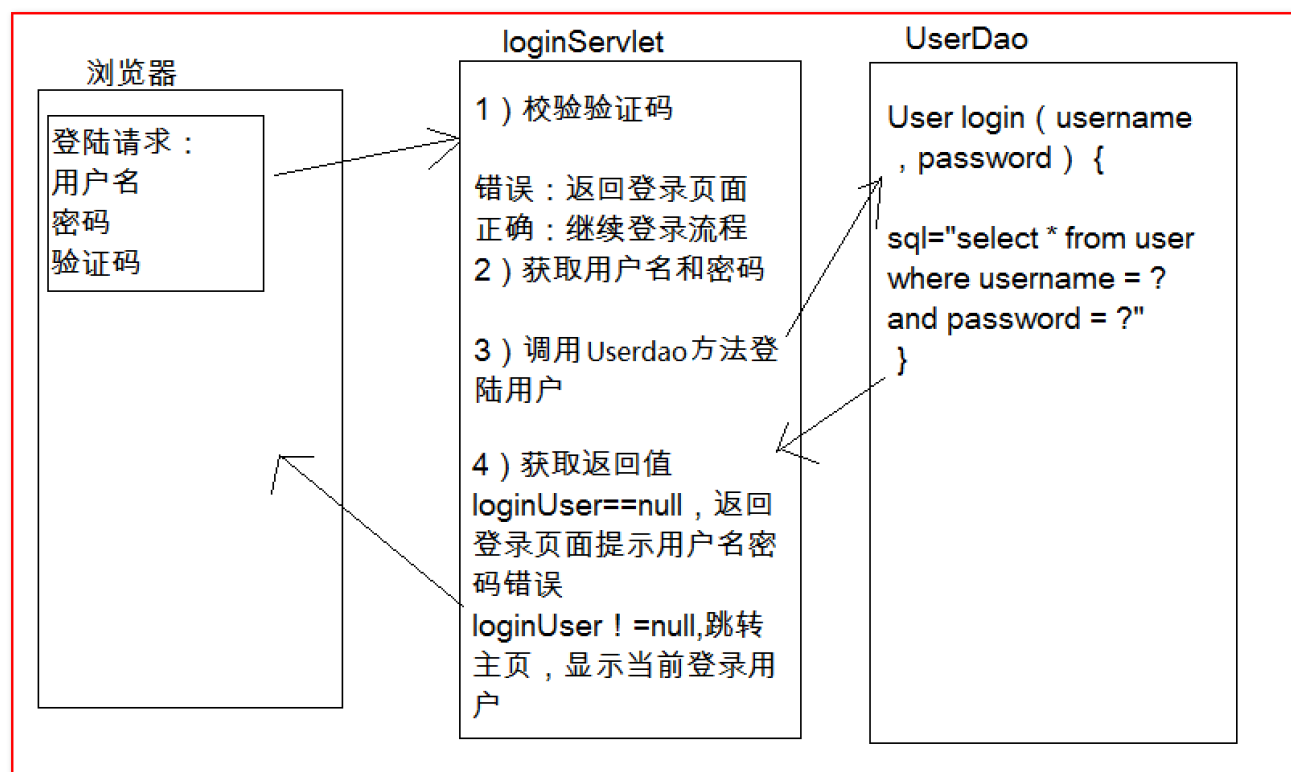 浏览器
登陆请求：
用户名
密码
验证码
loginServlet
1）校验验证码
错误：返回登录页面
正确：继续登录流程
2）获取用户名和密码
3）调用Userdao方法登
陆用户
4）获取返回值
loginUser==null，返回
登录页面提示用户名密
码错误
loginUser！=null,跳转
主页，显示当前登录用
户
UserDao
User login（username
，password）{
sql="select * from user
where username = ?
and password = ?"
}